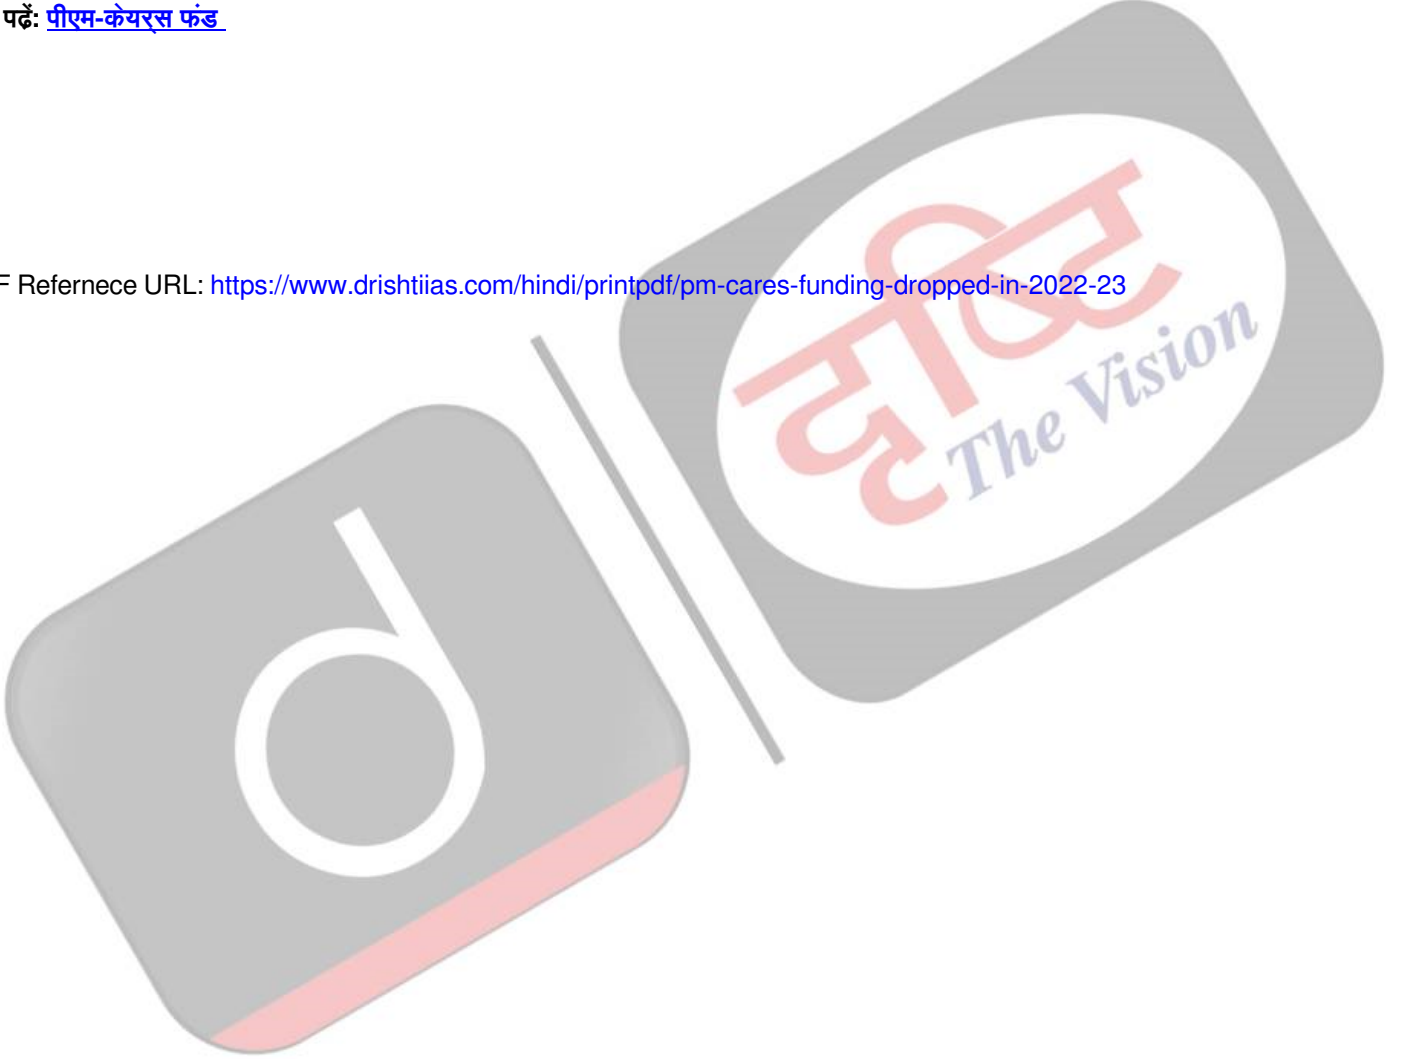 पढ़ें: पीएम-केयर्स फंड
F Refernece URL: https://www.drishtiias.com/hindi/printpdf/pm-cares-funding-dropped-in-2022-23
दृष्टि
The Vision
d